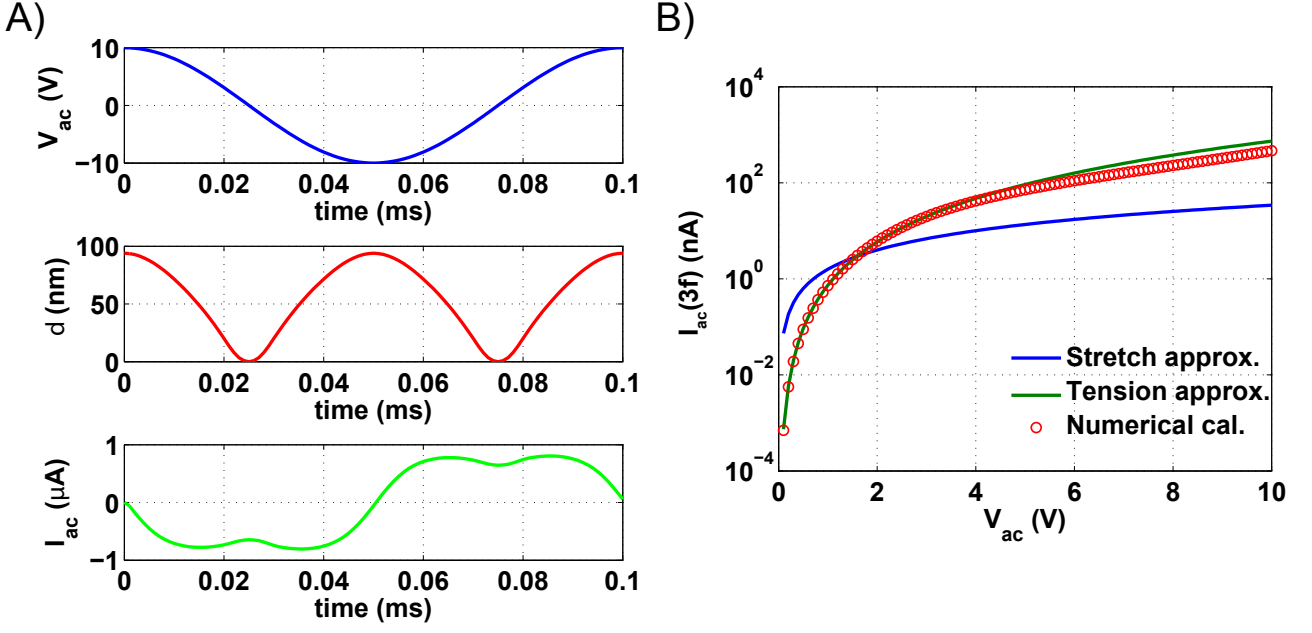 A)
V_ac (V)
10
0
−10
0 0.02 0.04 0.06 0.08 0.1
time (ms)
d (nm)
100
50
0
0 0.02 0.04 0.06 0.08 0.1
time (ms)
I_ac (μA)
1
0
−1
0 0.02 0.04 0.06 0.08 0.1
time (ms)
B)
I_ac(3f) (nA)
10^4
10^2
10^0
10^−2
10^−4
Stretch approx.
Tension approx.
Numerical cal.
0 2 4 6 8 10
V_ac (V)